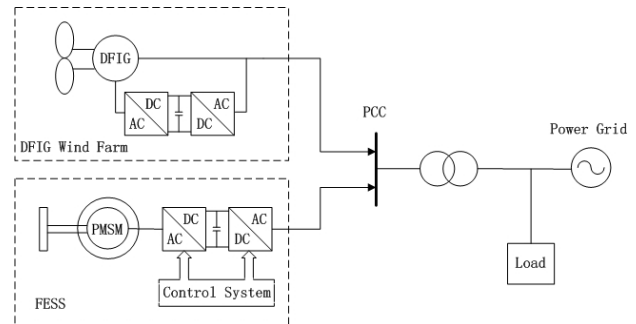 DFIG
DC
AC
AC
DC
DFIG Wind Farm
PCC
Power Grid
PMSM
DC
AC
AC
DC
Control System
FESS
Load